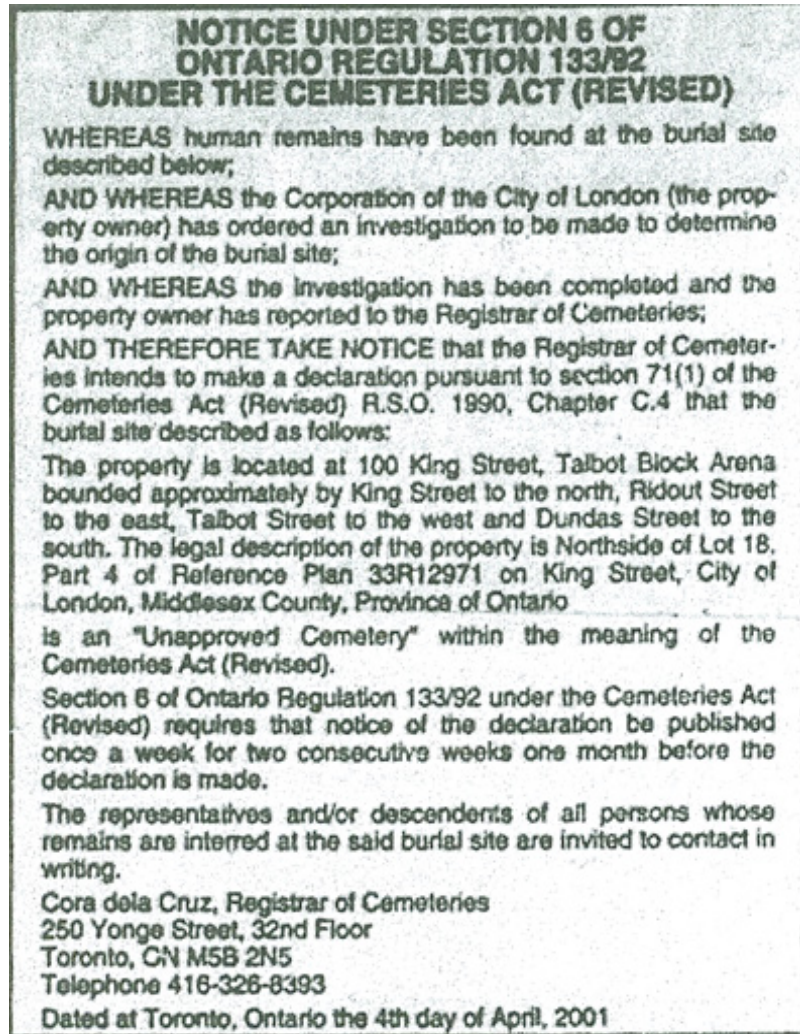 NOTICE UNDER SECTION 6 OF
ONTARIO REGULATION 133/92
UNDER THE CEMETERIES ACT (REVISED)
WHEREAS human remains have been found at the burial site
described below;
AND WHEREAS the Corporation of the City of London (the prop-
erty owner) has ordered an investigation to be made to determine
the origin of the burial site;
AND WHEREAS the investigation has been completed and the
property owner has reported to the Registrar of Cemeteries;
AND THEREFORE TAKE NOTICE that the Registrar of Cemeter-
ies intends to make a declaration pursuant to section 71(1) of the
Cemeteries Act (Revised) R.S.O. 1990, Chapter C.4 that the
burial site described as follows:
The property is located at 100 King Street, Talbot Block Arena
bounded approximately by King Street to the north, Ridout Street
to the east, Talbot Street to the west and Dundas Street to the
south. The legal description of the property is Northside of Lot 18,
Part 4 of Reference Plan 33R12971 on King Street, City of
London, Middlesex County, Province of Ontario
is an "Unapproved Cemetery" within the meaning of the
Cemeteries Act (Revised).
Section 6 of Ontario Regulation 133/92 under the Cemeteries Act
(Revised) requires that notice of the declaration be published
once a week for two consecutive weeks one month before the
declaration is made.
The representatives and/or descendents of all persons whose
remains are interred at the said burial site are invited to contact in
writing.
Cora dela Cruz, Registrar of Cemeteries
250 Yonge Street, 32nd Floor
Toronto, ON M5B 2N5
Telephone 416-326-8393
Dated at Toronto, Ontario the 4th day of April, 2001